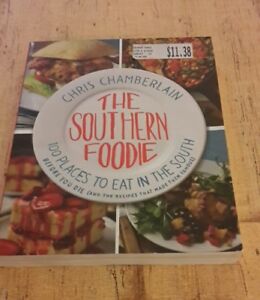 $11.38
CHRIS CHAMBERLAIN
THE
SOUTHERN
FOODIE
100 PLACES TO EAT IN THE SOUTH
BEFORE YOU DIE (AND THE RECIPES THAT MADE THEM FAMOUS)